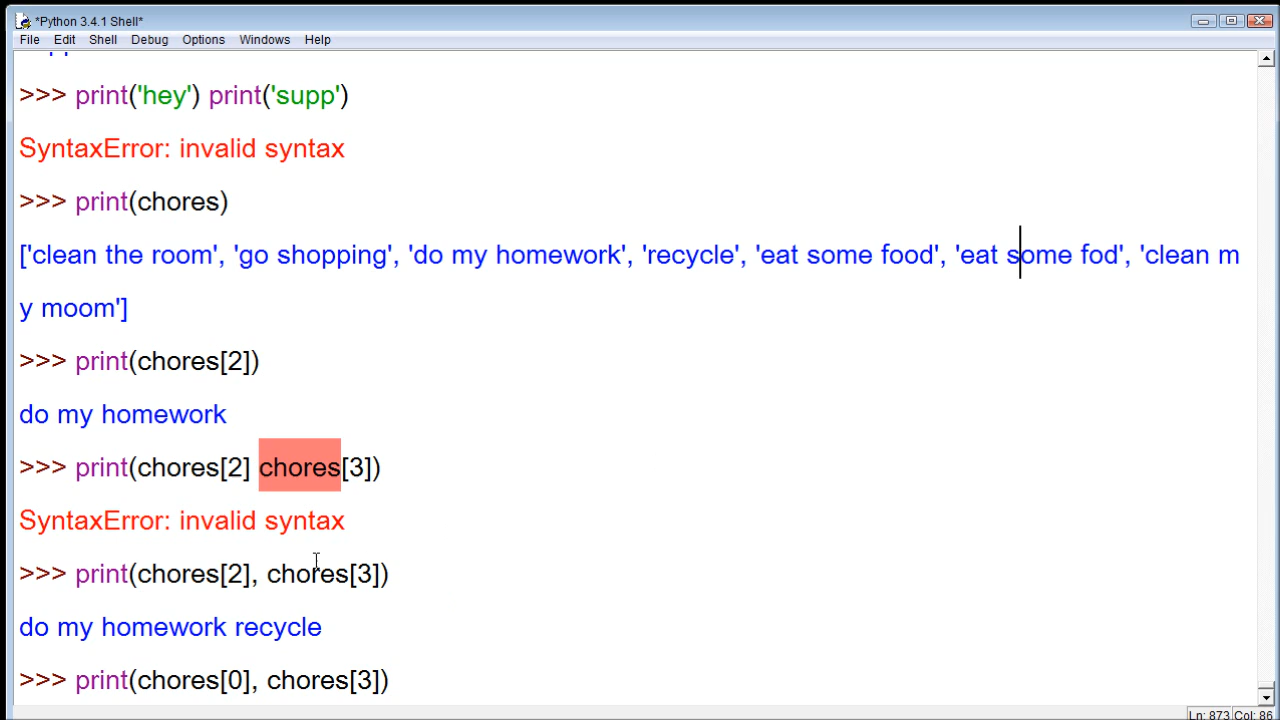 *Python 3.4.1 Shell*
File Edit Shell Debug Options Windows Help
>>> print('hey') print('supp')
SyntaxError: invalid syntax
>>> print(chores)
['clean the room', 'go shopping', 'do my homework', 'recycle', 'eat some food', 'eat some fod', 'clean m
y moom']
>>> print(chores[2])
do my homework
>>> print(chores[2] chores[3])
SyntaxError: invalid syntax
>>> print(chores[2], chores[3])
do my homework recycle
>>> print(chores[0], chores[3])
Ln: 873 Col: 86